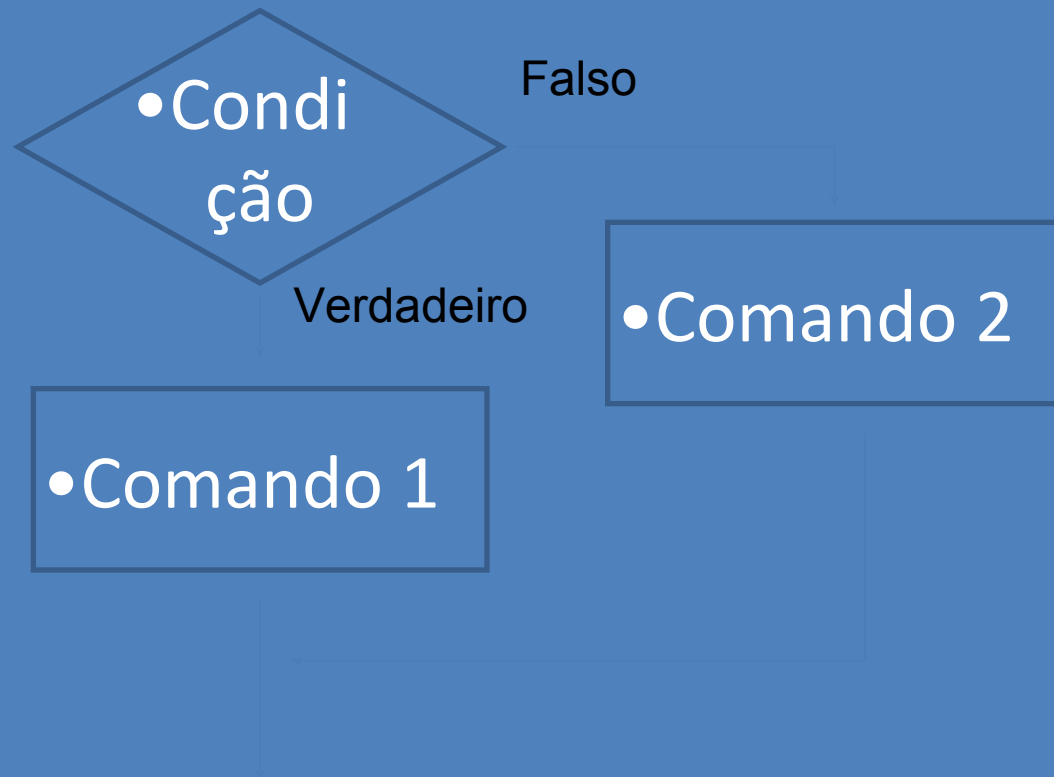 •Condi
ção
Falso
Verdadeiro
•Comando 2
•Comando 1